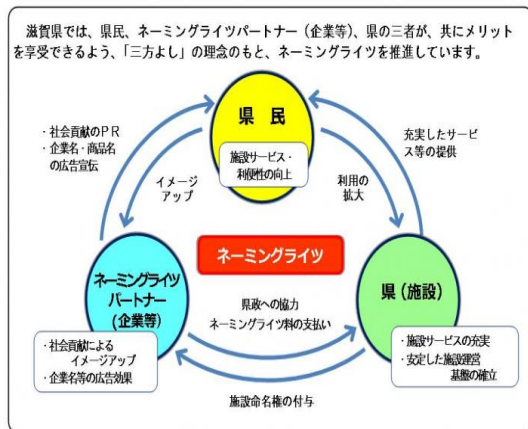 滋賀県では、県民、ネーミングライツパートナー（企業等）、県の三者が、共にメリット
を享受できるよう、「三方よし」の理念のもと、ネーミングライツを推進しています。
県 民
施設サービス・
利便性の向上
・社会貢献のＰＲ
・企業名・商品名
の広告宣伝
イメージ
アップ
利用の
拡大
充実したサービ
ス等の提供
ネーミングライツ
ネーミングライツ
パートナー
(企業等)
・社会貢献による
イメージアップ
・企業名等の広告効果
県政への協力
ネーミングライツ料の支払い
県（施設）
・施設サービスの充実
・安定した施設運営
基盤の確立
施設命名権の付与